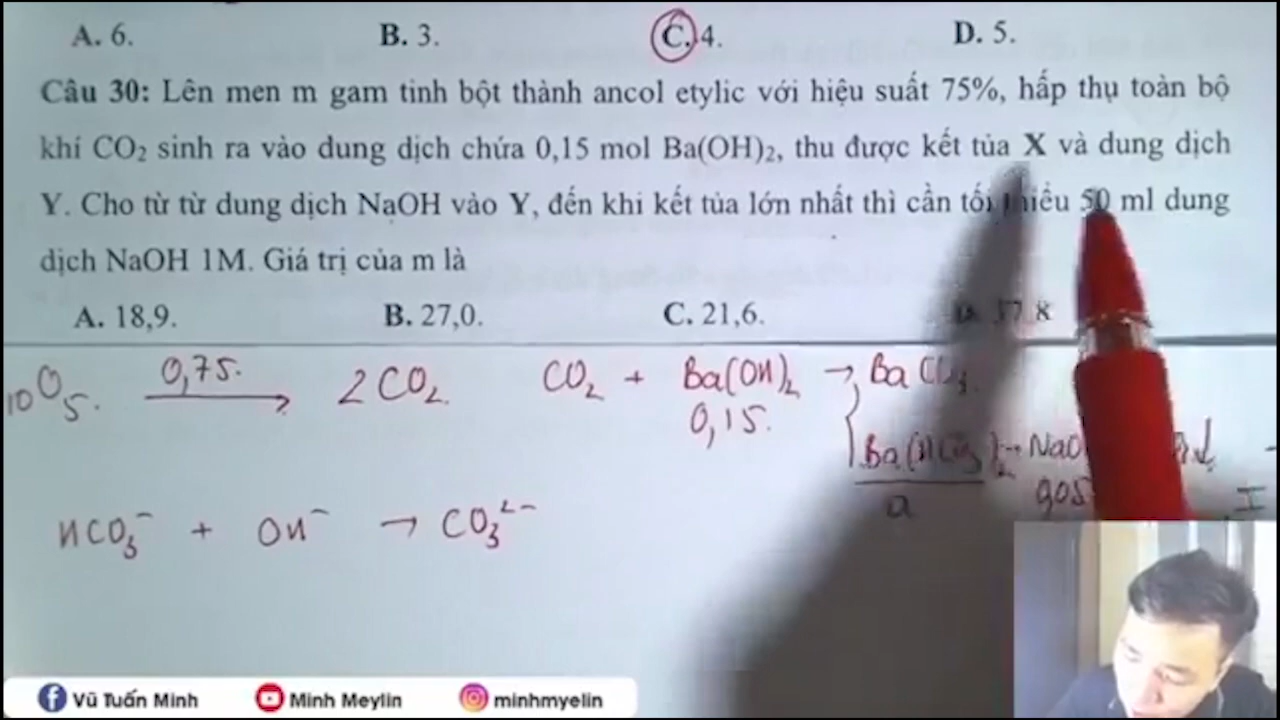 A. 6. B. 3. C. 4. D. 5.
Câu 30: Lên men m gam tinh bột thành ancol etylic với hiệu suất 75%, hấp thụ toàn bộ
khí CO₂ sinh ra vào dung dịch chứa 0,15 mol Ba(OH)₂, thu được kết tủa X và dung dịch
Y. Cho từ từ dung dịch NaOH vào Y, đến khi kết tủa lớn nhất thì cần tối thiểu 50 ml dung
dịch NaOH 1M. Giá trị của m là
A. 18,9. B. 27,0. C. 21,6. D. 37,8
10O5. 0,75. → 2CO₂ CO₂ + Ba(OH)₂ →
0,15.
a
HCO₃⁻ + OH⁻ → CO₃²⁻
Vũ Tuấn Minh Minh Meylin minhmyelin